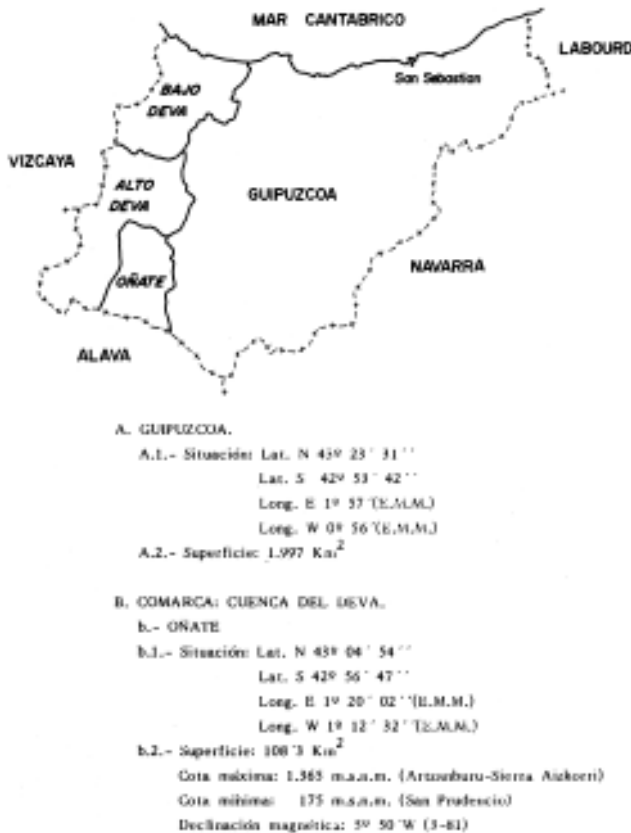 MAR CANTABRICO
LABOURD
San Sebastian
BAJO
DEVA
VIZCAYA
ALTO
DEVA
GUIPUZCOA
OÑATE
NAVARRA
ALAVA
A. GUIPUZCOA.
A.1.- Situación: Lat. N 43º 23´ 31´´
Lat. S 42º 53´ 42´´
Long. E 1º 57´(E.M.M.)
Long. W 0º 56´(E.M.M.)
A.2.- Superficie: 1.997 Km²
B. COMARCA: CUENCA DEL DEVA.
b.- OÑATE
b.1.- Situación: Lat. N 43º 04´ 54´´
Lat. S 42º 56´ 47´´
Long. E 1º 20´ 02´´(E.M.M.)
Long. W 1º 12´ 32´´(E.M.M.)
b.2.- Superficie: 108´3 Km²
Cota máxima: 1.365 m.s.n.m. (Artzanburu-Sierra Aizkorri)
Cota mínima: 175 m.s.n.m. (San Prudencio)
Declinación magnética: 5º 50´W (3-81)